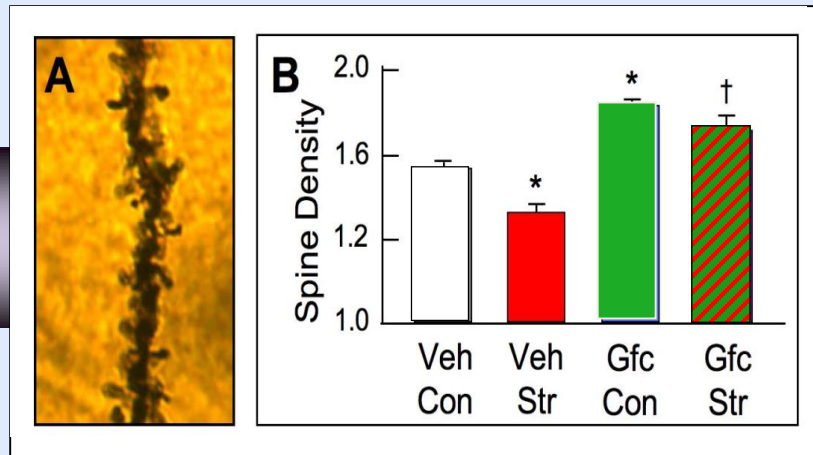 A
B
Spine Density
2.0
1.6
1.2
1.0
*
*
†
Veh Veh Gfc Gfc
Con Str Con Str